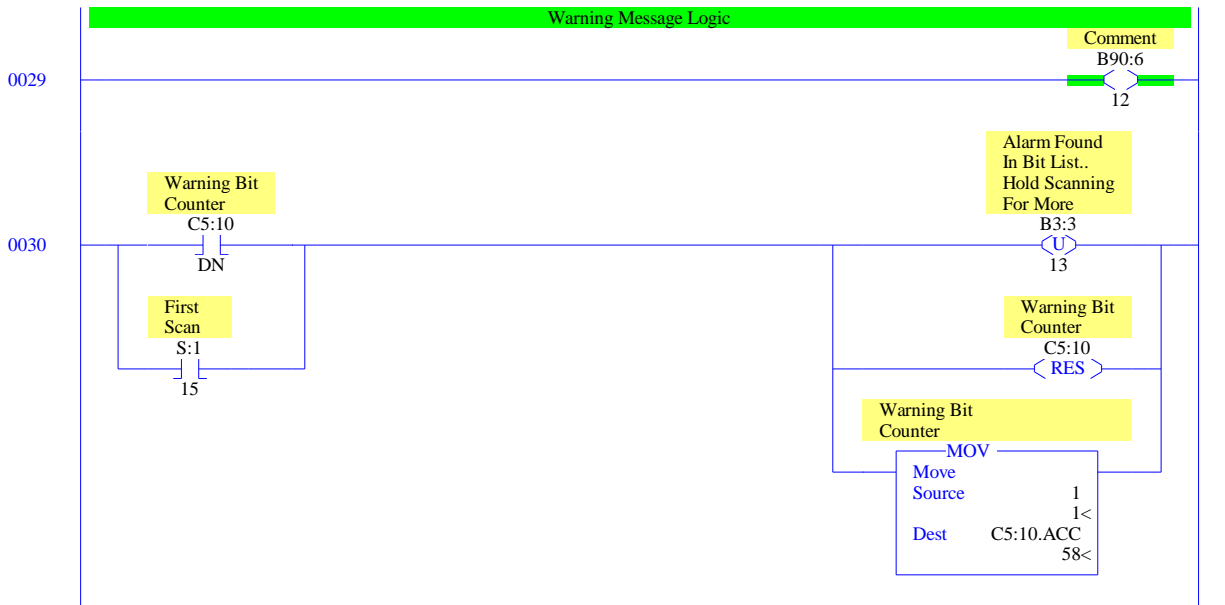 Warning Message Logic
Comment
B90:6
0029
12
Alarm Found
In Bit List..
Hold Scanning
For More
B3:3
Warning Bit
Counter
C5:10
0030
DN
U
13
First
Scan
S:1
15
Warning Bit
Counter
C5:10
RES
Warning Bit
Counter
MOV
Move
Source 1
1<
Dest C5:10.ACC
58<